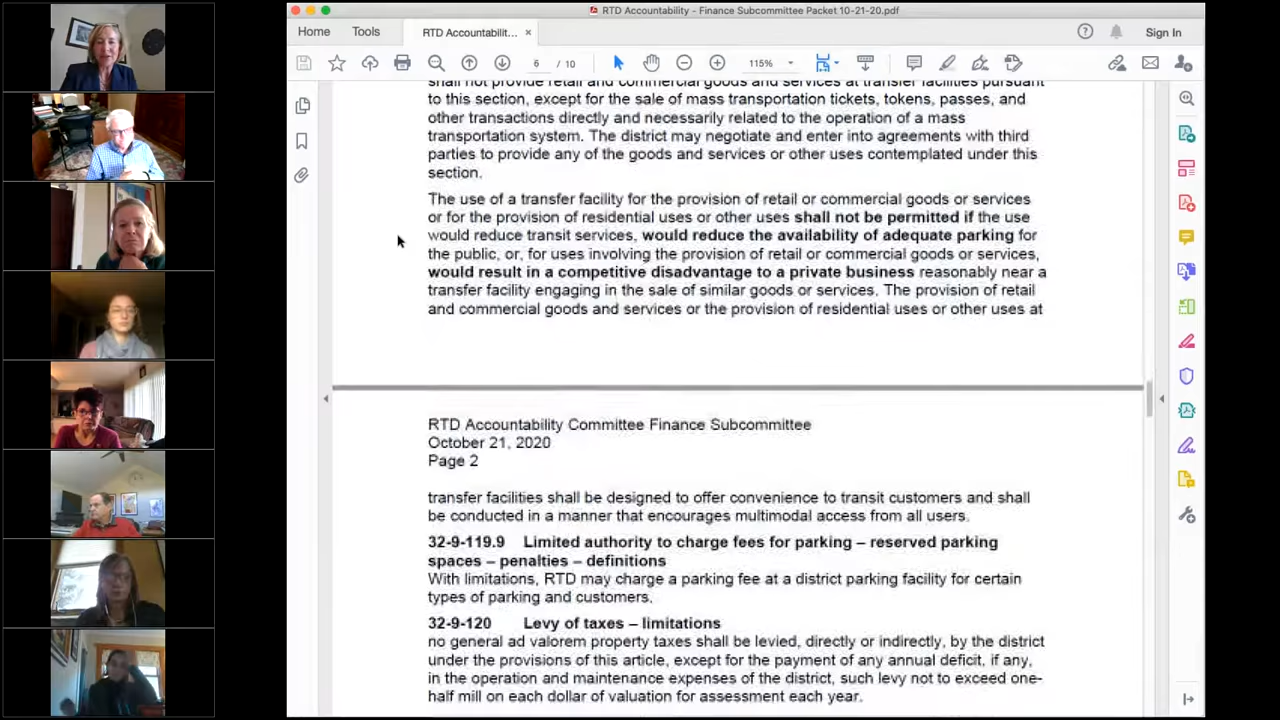 RTD Accountability - Finance Subcommittee Packet 10-21-20.pdf
Home Tools RTD Accountabilit... × Sign In
6 / 10 115%
shall not provide retail and commercial goods and services at transfer facilities pursuant
to this section, except for the sale of mass transportation tickets, tokens, passes, and
other transactions directly and necessarily related to the operation of a mass
transportation system. The district may negotiate and enter into agreements with third
parties to provide any of the goods and services or other uses contemplated under this
section.
The use of a transfer facility for the provision of retail or commercial goods or services
or for the provision of residential uses or other uses shall not be permitted if the use
would reduce transit services, would reduce the availability of adequate parking for
the public, or, for uses involving the provision of retail or commercial goods or services,
would result in a competitive disadvantage to a private business reasonably near a
transfer facility engaging in the sale of similar goods or services. The provision of retail
and commercial goods and services or the provision of residential uses or other uses at
RTD Accountability Committee Finance Subcommittee
October 21, 2020
Page 2
transfer facilities shall be designed to offer convenience to transit customers and shall
be conducted in a manner that encourages multimodal access from all users.
32-9-119.9 Limited authority to charge fees for parking – reserved parking
spaces – penalties – definitions
With limitations, RTD may charge a parking fee at a district parking facility for certain
types of parking and customers.
32-9-120 Levy of taxes – limitations
no general ad valorem property taxes shall be levied, directly or indirectly, by the district
under the provisions of this article, except for the payment of any annual deficit, if any,
in the operation and maintenance expenses of the district, such levy not to exceed one-
half mill on each dollar of valuation for assessment each year.